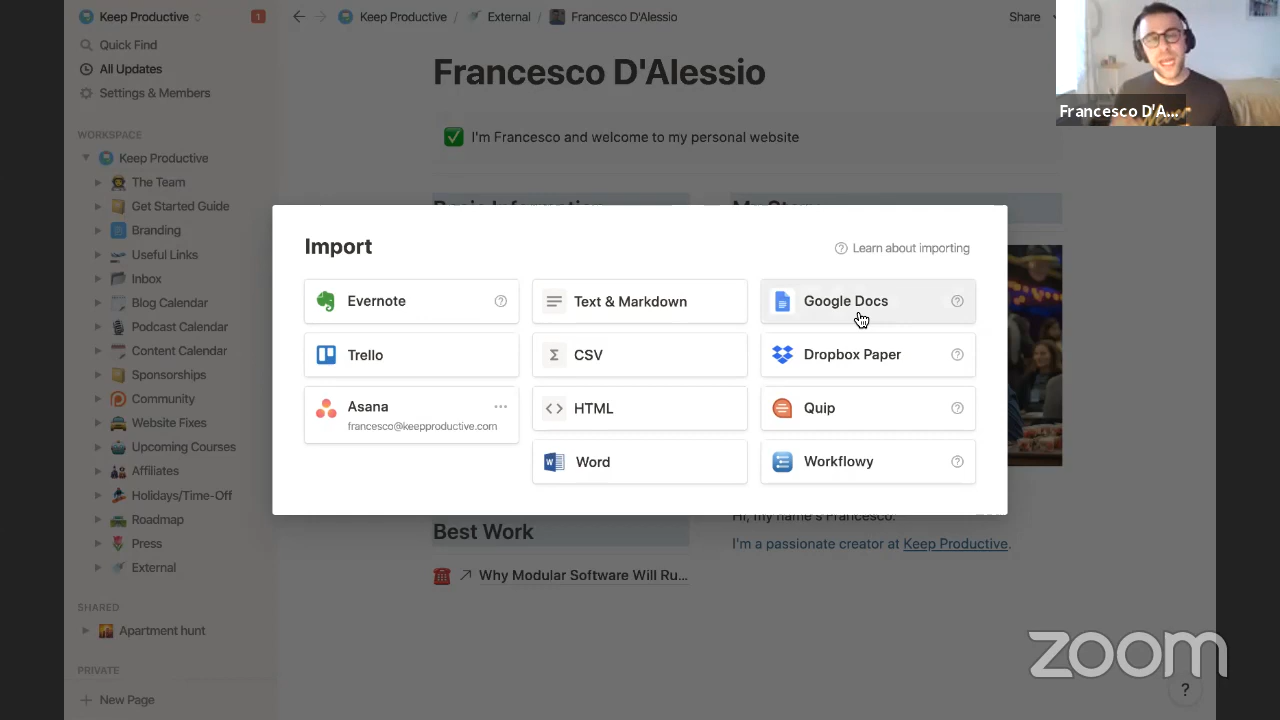 Keep Productive
1
Quick Find
All Updates
Settings & Members
WORKSPACE
Keep Productive
The Team
Get Started Guide
Branding
Useful Links
Inbox
Blog Calendar
Podcast Calendar
Content Calendar
Sponsorships
Community
Website Fixes
Upcoming Courses
Affiliates
Holidays/Time-Off
Roadmap
Press
External
SHARED
Apartment hunt
PRIVATE
New Page
Keep Productive / External / Francesco D'Alessio
Share
Francesco D'Alessio
I'm Francesco and welcome to my personal website
Basic Information
My Story
Import
Learn about importing
Evernote
Text & Markdown
Google Docs
Trello
CSV
Dropbox Paper
Asana
francesco@keepproductive.com
HTML
Quip
Word
Workflowy
Hi, my name's Francesco.
Best Work
I'm a passionate creator at Keep Productive.
Why Modular Software Will Ru...
Francesco D'A...
zoom
?